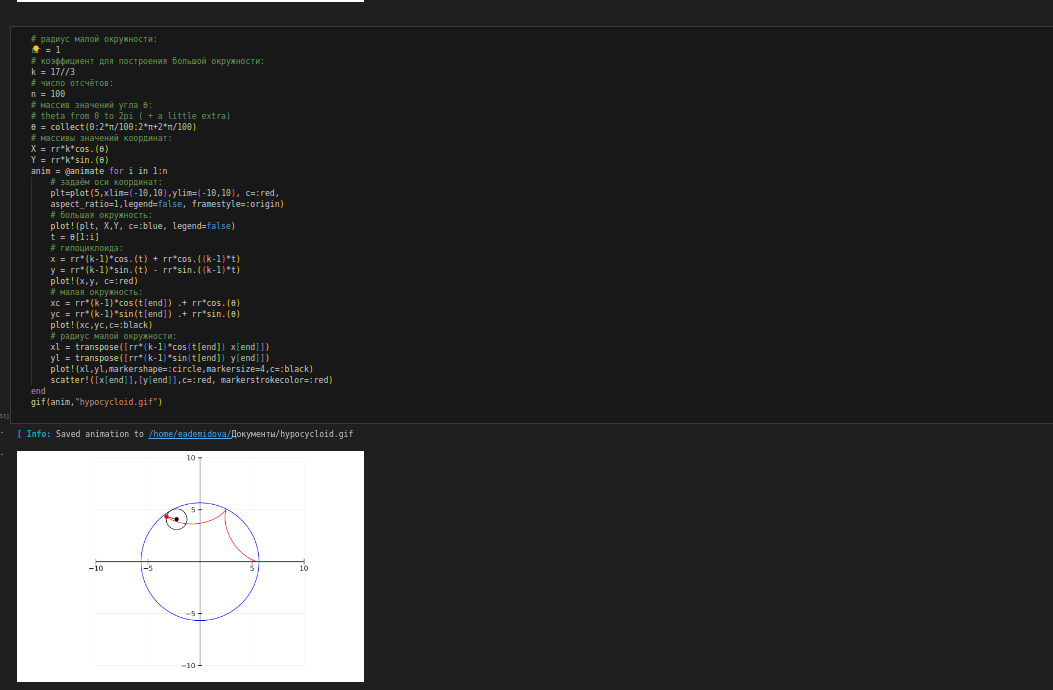 # радиус малой окружности:
= 1
# коэффициент для построения большой окружности:
k = 17//3
# число отсчётов:
n = 100
# массив значений угла θ:
# theta from 0 to 2pi ( + a little extra)
θ = collect(0:2*π/100:2*π+2*π/100)
# массивы значений координат:
X = rr*k*cos.(θ)
Y = rr*k*sin.(θ)
anim = @animate for i in 1:n
# задаём оси координат:
plt=plot(5,xlim=(-10,10),ylim=(-10,10), c=:red,
aspect_ratio=1,legend=false, framestyle=:origin)
# большая окружность:
plot!(plt, X,Y, c=:blue, legend=false)
t = θ[1:i]
# гипоциклоида:
x = rr*(k-1)*cos.(t) + rr*cos.((k-1)*t)
y = rr*(k-1)*sin.(t) - rr*sin.((k-1)*t)
plot!(x,y, c=:red)
# малая окружность:
xc = rr*(k-1)*cos(t[end]) .+ rr*cos.(θ)
yc = rr*(k-1)*sin(t[end]) .+ rr*sin.(θ)
plot!(xc,yc,c=:black)
# радиус малой окружности:
xl = transpose([rr*(k-1)*cos(t[end]) x[end]])
yl = transpose([rr*(k-1)*sin(t[end]) y[end]])
plot!(xl,yl,markershape=:circle,markersize=4,c=:black)
scatter!([x[end]],[y[end]],c=:red, markerstrokecolor=:red)
end
gif(anim,"hypocycloid.gif")
53]
[ Info: Saved animation to /home/eademidova/Документы/hypocycloid.gif
10
5
−10 −5 5 10
−5
−10